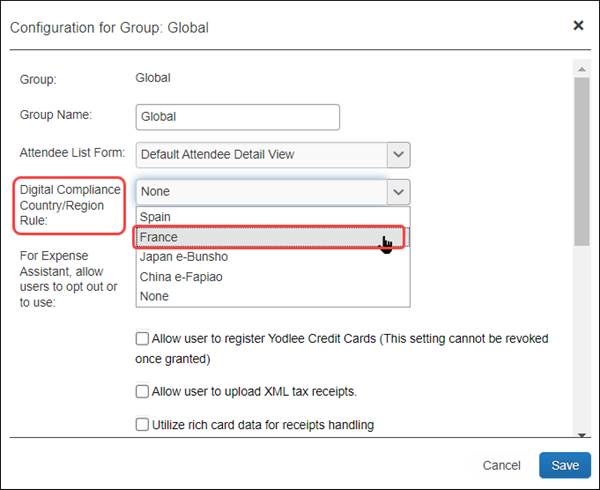 Configuration for Group: Global
Group: Global
Group Name: Global
Attendee List Form: Default Attendee Detail View
Digital Compliance
Country/Region
Rule:
None
Spain
France
Japan e-Bunsho
China e-Fapiao
None
For Expense
Assistant, allow
users to opt out or
to use:
Allow user to register Yodlee Credit Cards (This setting cannot be revoked
once granted)
Allow user to upload XML tax receipts.
Utilize rich card data for receipts handling
Cancel Save